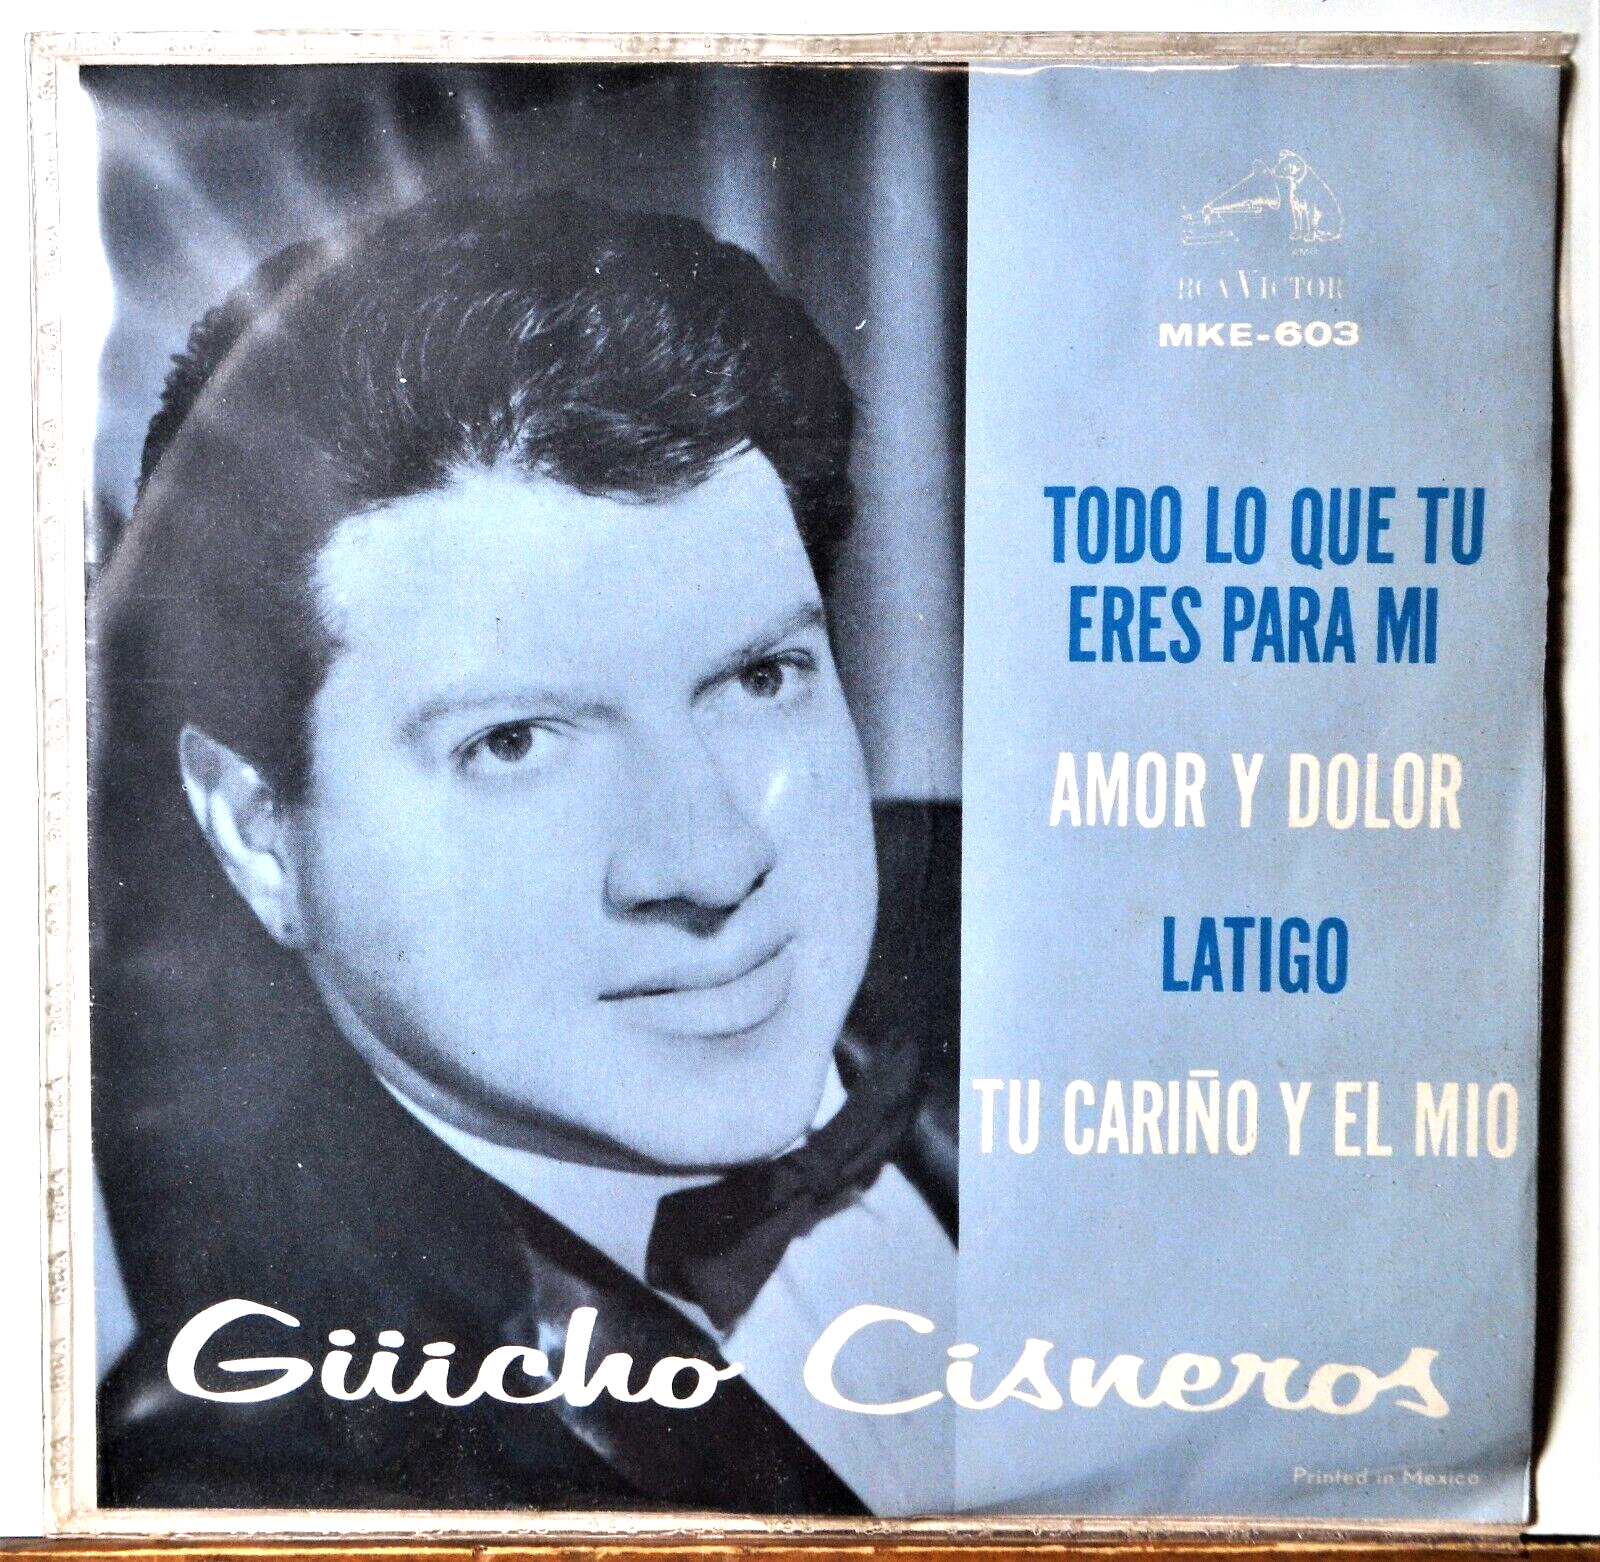 RCA VICTOR
MKE-603
TODO LO QUE TU
ERES PARA MI
AMOR Y DOLOR
LATIGO
TU CARIÑO Y EL MIO
Güicho Cisneros
Printed in Mexico